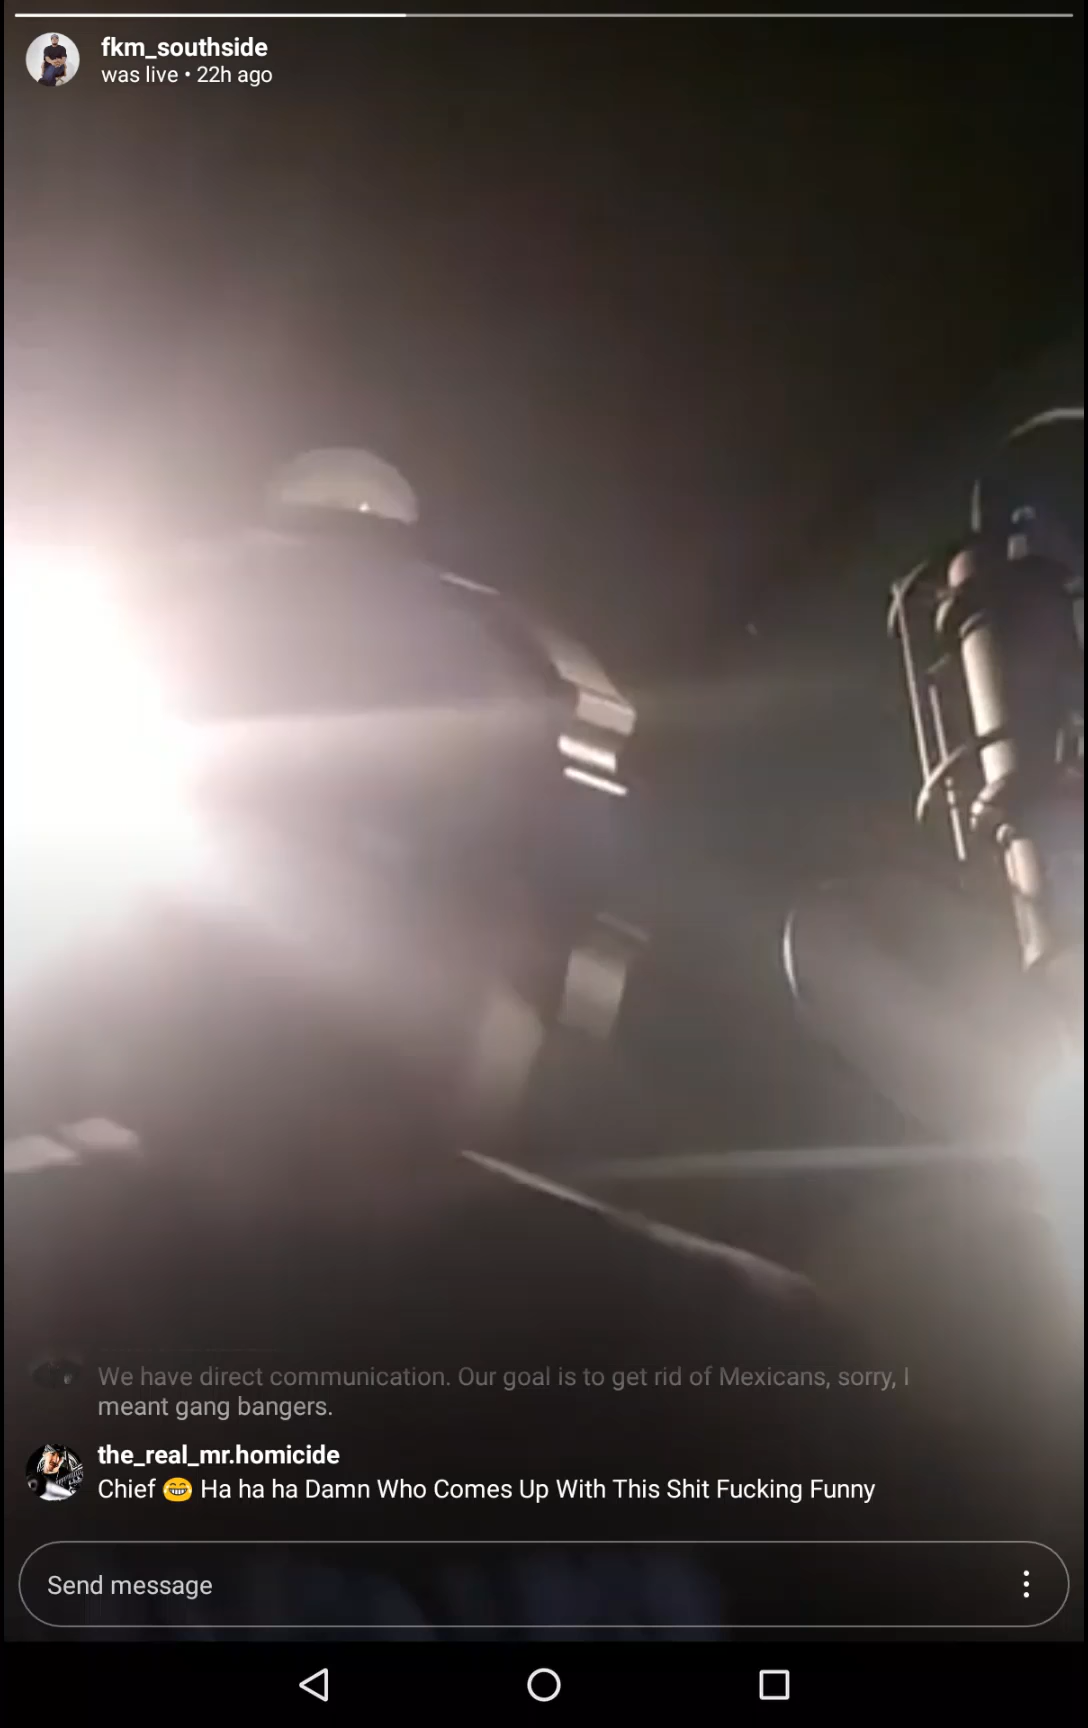 fkm_southside
was live • 22h ago
We have direct communication. Our goal is to get rid of Mexicans, sorry, I
meant gang bangers.
the_real_mr.homicide
Chief 😁 Ha ha ha Damn Who Comes Up With This Shit Fucking Funny
Send message